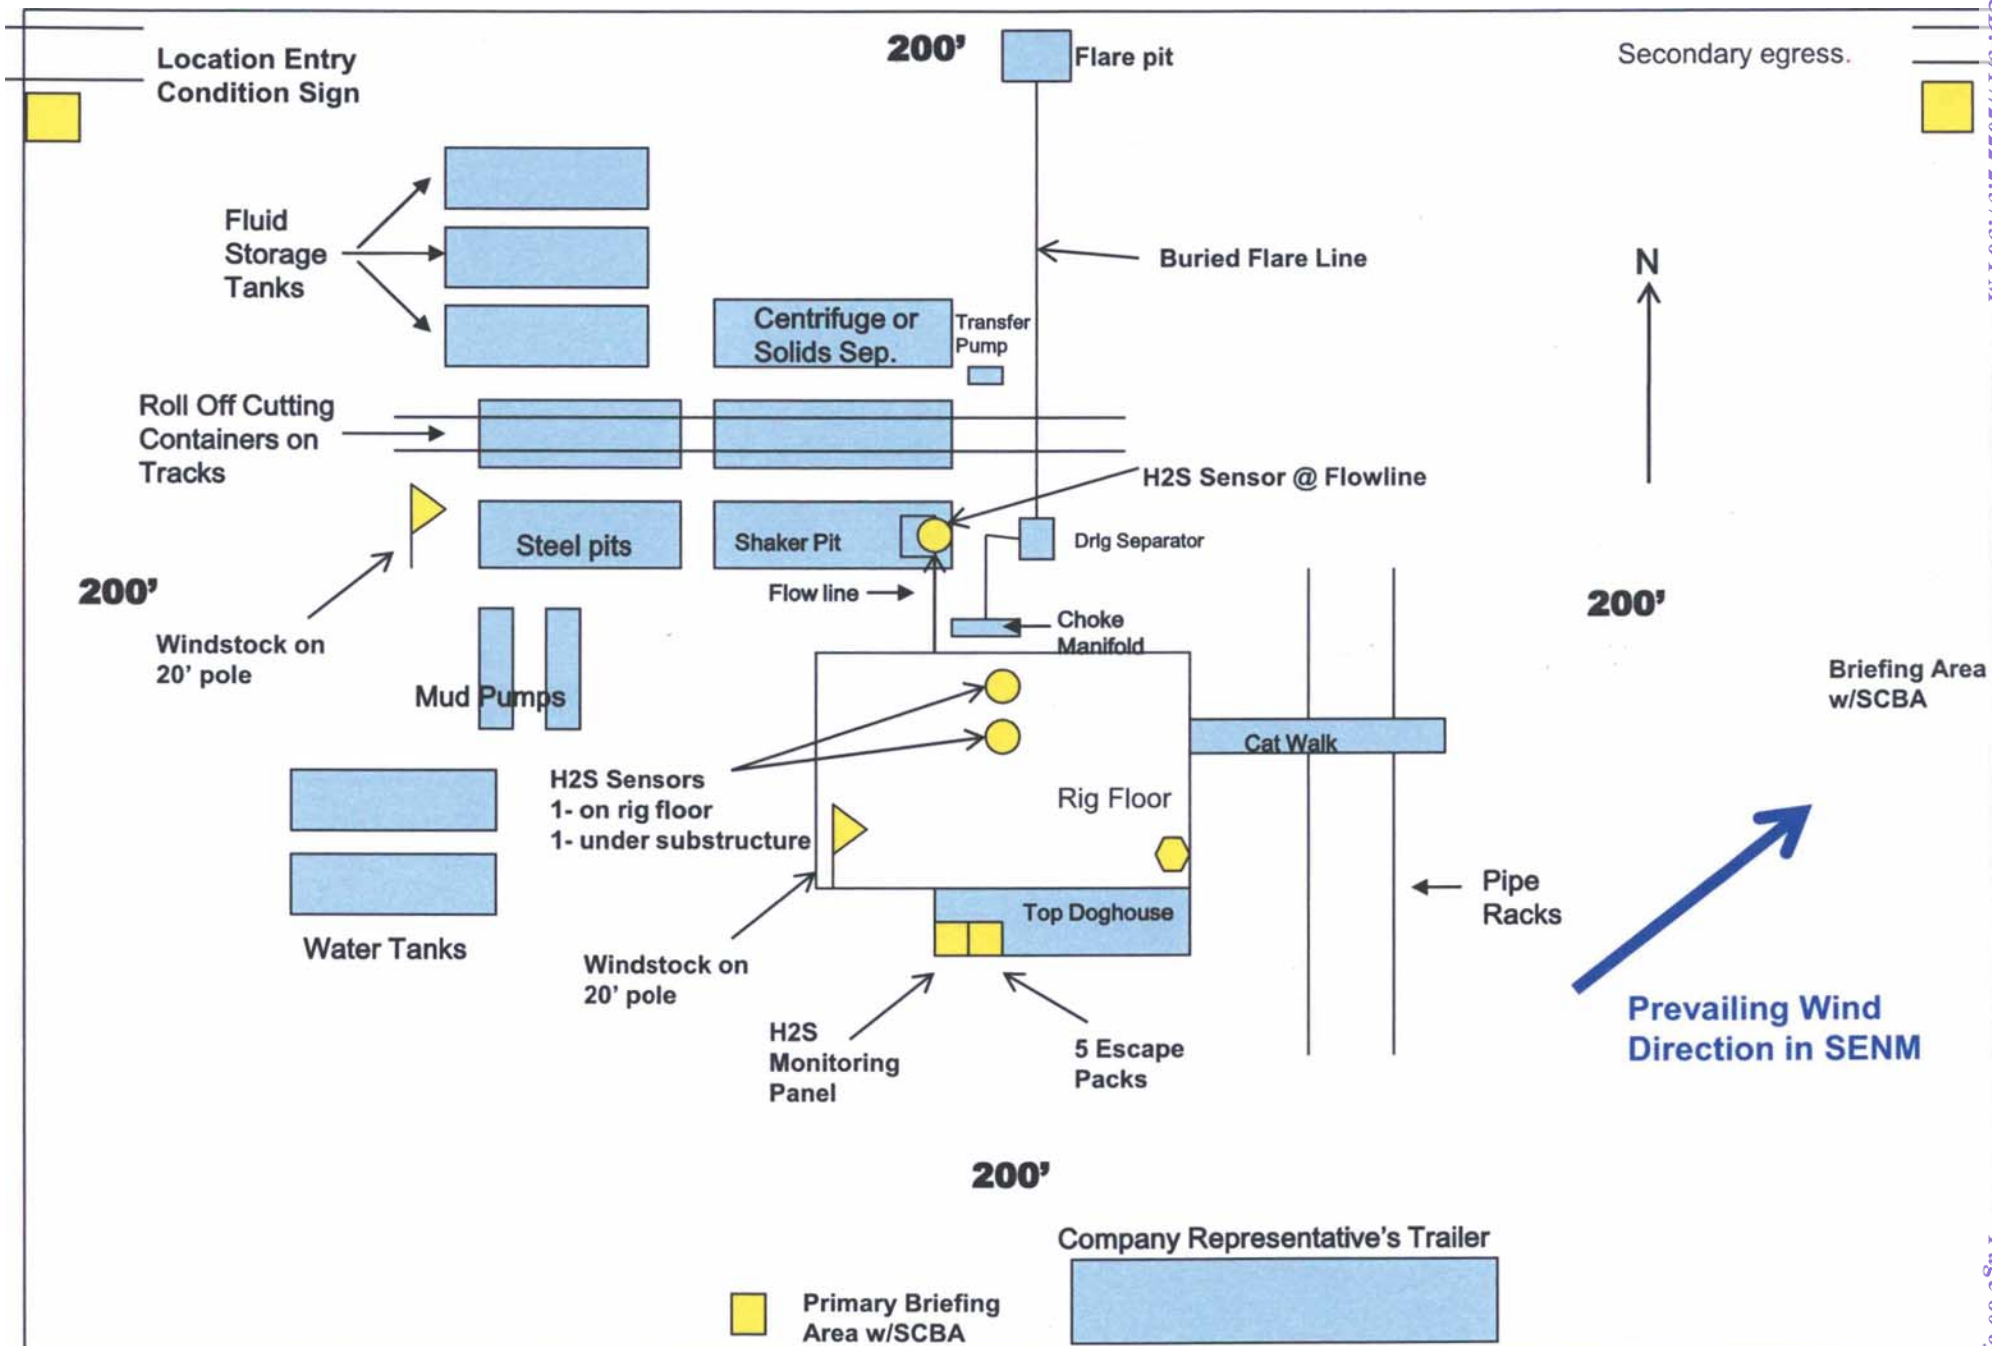 Location Entry
Condition Sign
200'
Flare pit
Secondary egress.
Fluid
Storage
Tanks
Buried Flare Line
N
Centrifuge or
Solids Sep.
Transfer
Pump
Roll Off Cutting
Containers on
Tracks
H2S Sensor @ Flowline
Steel pits
Shaker Pit
Drlg Separator
200'
Flow line
200'
Windstock on
20' pole
Choke
Manifold
Mud Pumps
Briefing Area
w/SCBA
Cat Walk
H2S Sensors
1- on rig floor
1- under substructure
Rig Floor
Pipe
Racks
Top Doghouse
Water Tanks
Windstock on
20' pole
Prevailing Wind
Direction in SENM
H2S
Monitoring
Panel
5 Escape
Packs
200'
Company Representative's Trailer
Primary Briefing
Area w/SCBA